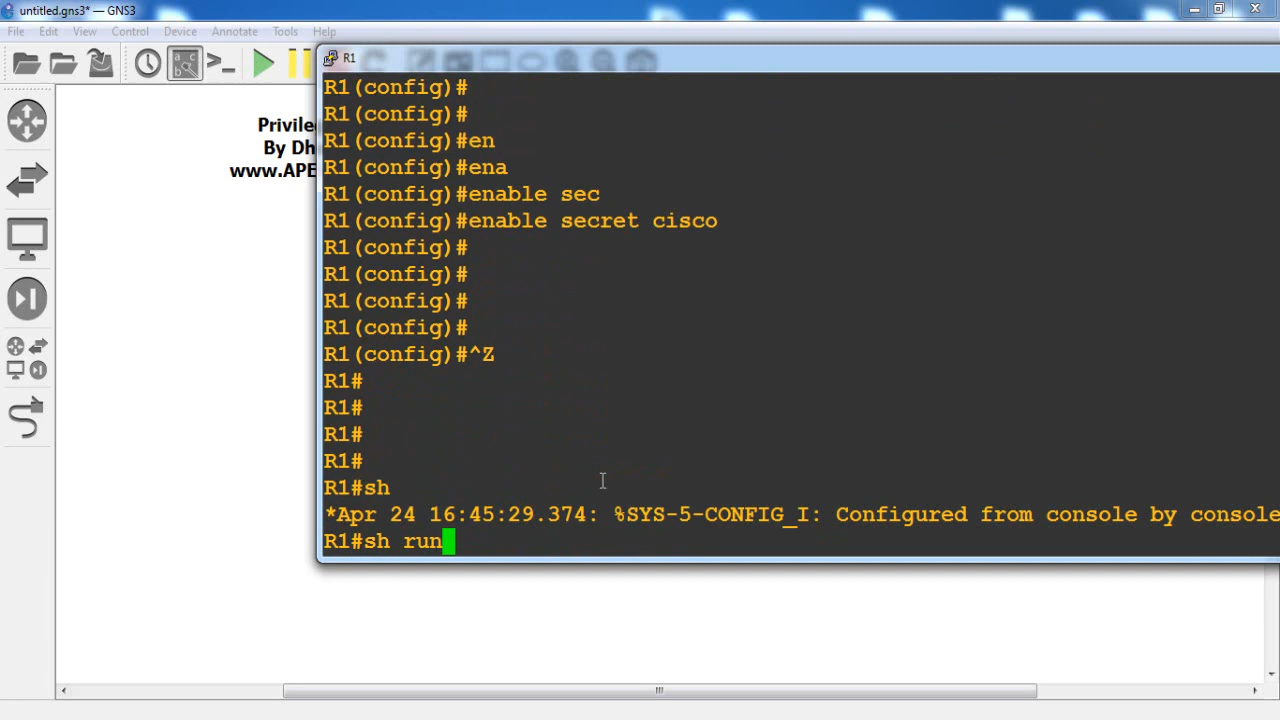 untitled.gns3* — GNS3
File Edit View Control Device Annotate Tools Help
R1
Privile
By Dh
www.APE
R1(config)#
R1(config)#
R1(config)#en
R1(config)#ena
R1(config)#enable sec
R1(config)#enable secret cisco
R1(config)#
R1(config)#
R1(config)#
R1(config)#
R1(config)#^Z
R1#
R1#
R1#
R1#
R1#sh
*Apr 24 16:45:29.374: %SYS-5-CONFIG_I: Configured from console by console
R1#sh run